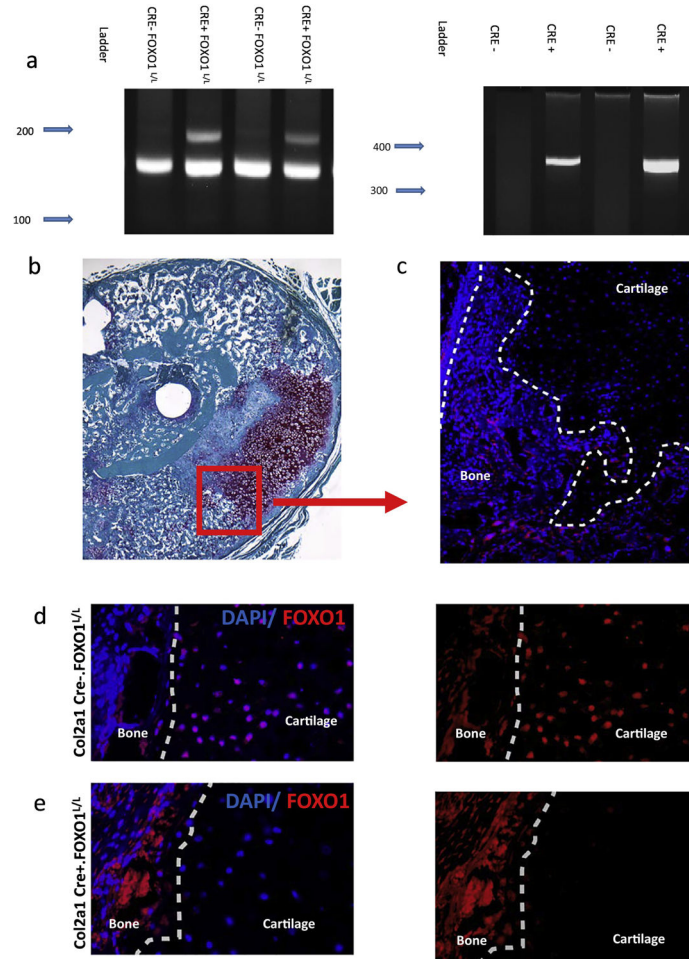 a
Ladder
CRE- FOXO1 L/L
CRE+ FOXO1 L/L
CRE- FOXO1 L/L
CRE+ FOXO1 L/L
200
100
Ladder
CRE -
CRE +
CRE -
CRE +
400
300
b
c
Cartilage
Bone
d
Col2a1 Cre-.FOXO1L/L
DAPI/ FOXO1
Bone
Cartilage
Bone
Cartilage
e
Col2a1 Cre+.FOXO1L/L
DAPI/ FOXO1
Bone
Cartilage
Bone
Cartilage